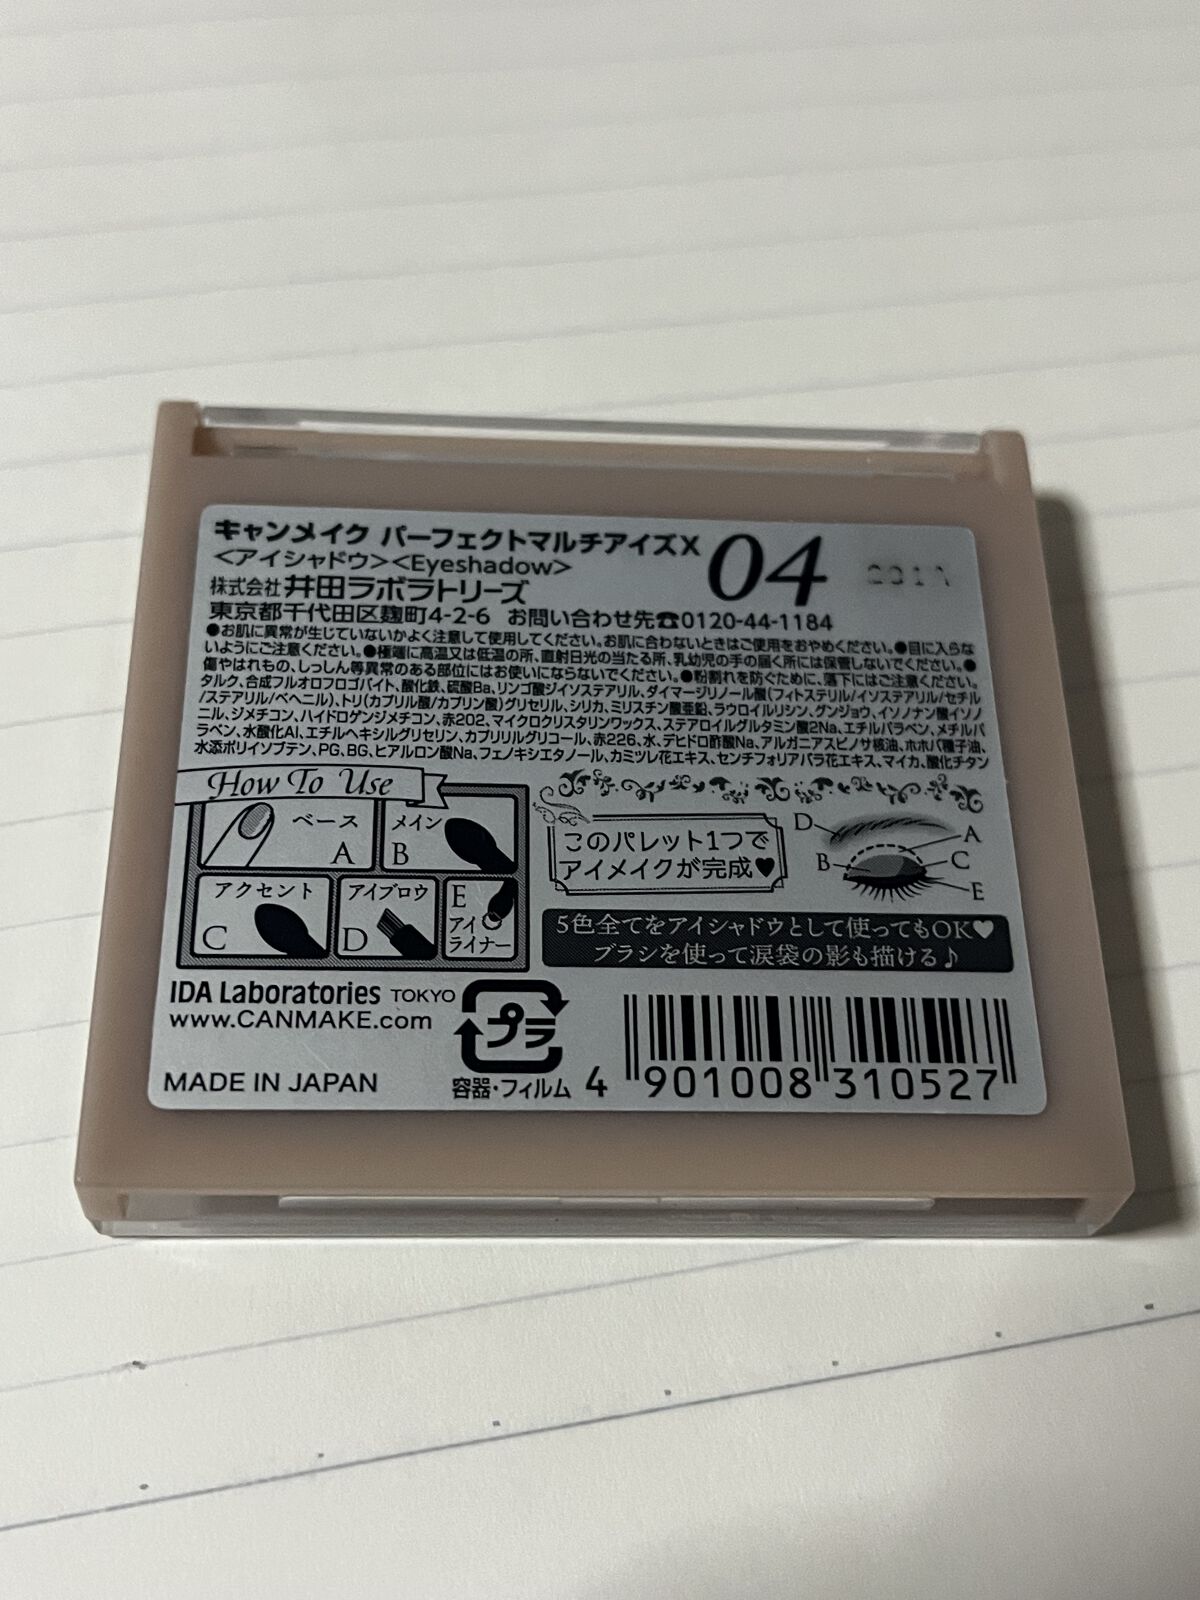 キャンメイク パーフェクトマルチアイズX 04
<アイシャドウ><Eyeshadow>
株式会社 井田ラボラトリーズ
東京都千代田区麹町4-2-6 お問い合わせ先☎0120-44-1184
●お肌に異常が生じていないかよく注意して使用してください。お肌に合わないときはご使用をおやめください。●目に入らな
いようにご注意ください。●極端に高温又は低温の所、直射日光の当たる所、乳幼児の手の届く所には保管しないでください。●
傷やはれもの、しっしん等異常のある部位にはお使いにならないでください。●粉割れを防ぐために、落下にはご注意ください。
タルク、合成フルオロフロゴパイト、酸化鉄、硫酸Ba、リンゴ酸ジイソステアリル、ダイマージリノール酸(フィトステリル/イソステアリル/セチル
/ステアリル/ベヘニル)、トリ(カプリル酸/カプリン酸)グリセリル、シリカ、ミリスチン酸亜鉛、ラウロイルリシン、グンジョウ、イソノナン酸イソノ
ニル、ジメチコン、ハイドロゲンジメチコン、赤202、マイクロクリスタリンワックス、ステアロイルグルタミン酸2Na、エチルパラベン、メチルパ
ラベン、水酸化Al、エチルヘキシルグリセリン、カプリリルグリコール、赤226、水、デヒドロ酢酸Na、アルガニアスピノサ核油、ホホバ種子油、
水添ポリイソブテン、PG、BG、ヒアルロン酸Na、フェノキシエタノール、カミツレ花エキス、センチフォリアバラ花エキス、マイカ、酸化チタン
How To Use
ベース
A
メイン
B
アクセント
C
アイブロウ
D
E
アイ
ライナー
このパレット1つで
アイメイクが完成♥
D
A
B
C
E
5色全てをアイシャドウとして使ってもOK♥
ブラシを使って涙袋の影も描ける♪
IDA Laboratories TOKYO
www.CANMAKE.com
MADE IN JAPAN
プラ
容器・フィルム
4 901008 310527